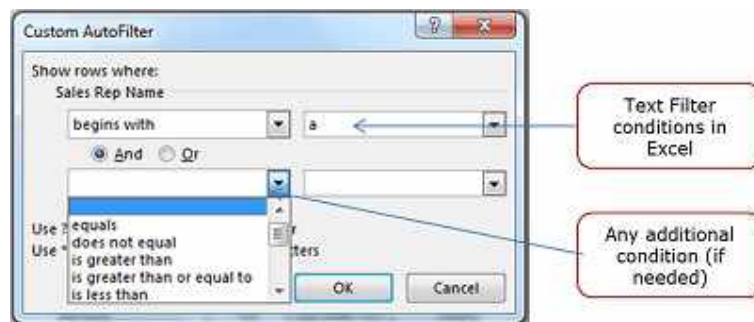 Custom AutoFilter
Show rows where:
Sales Rep Name
begins with
a
And Or
Use ? r
Use * ters
equals
does not equal
is greater than
is greater than or equal to
is less than
OK
Cancel
Text Filter
conditions in
Excel
Any additional
condition (if
needed)